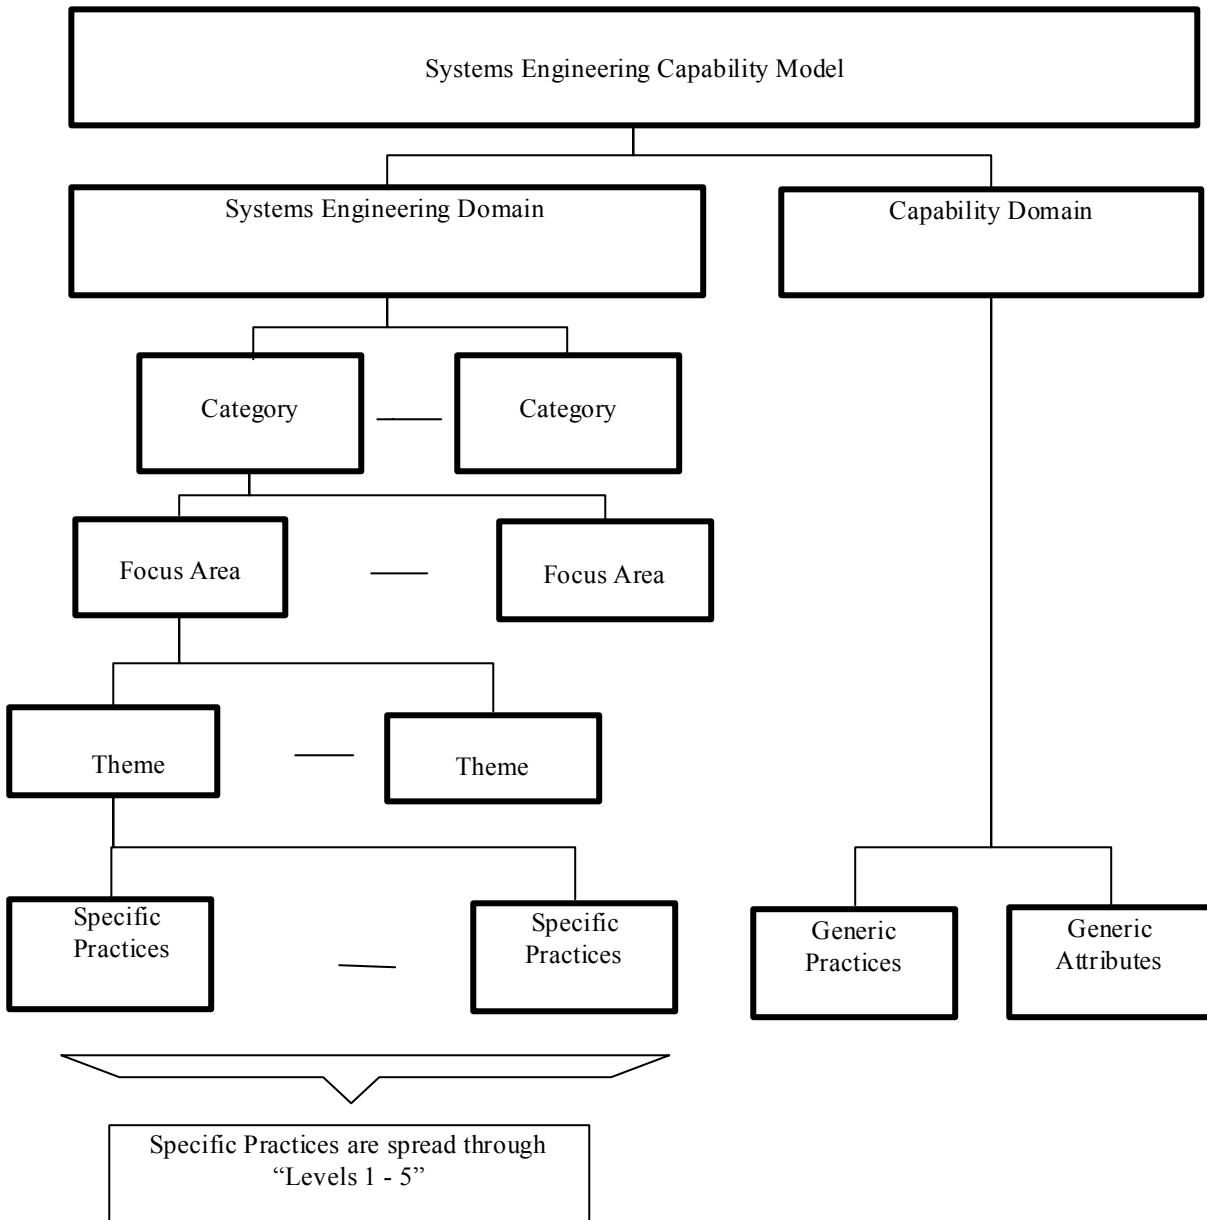 Systems Engineering Capability Model
Systems Engineering Domain
Capability Domain
Category
Category
Focus Area
Focus Area
Theme
Theme
Specific
Practices
Specific
Practices
Generic
Practices
Generic
Attributes
Specific Practices are spread through
“Levels 1 - 5”